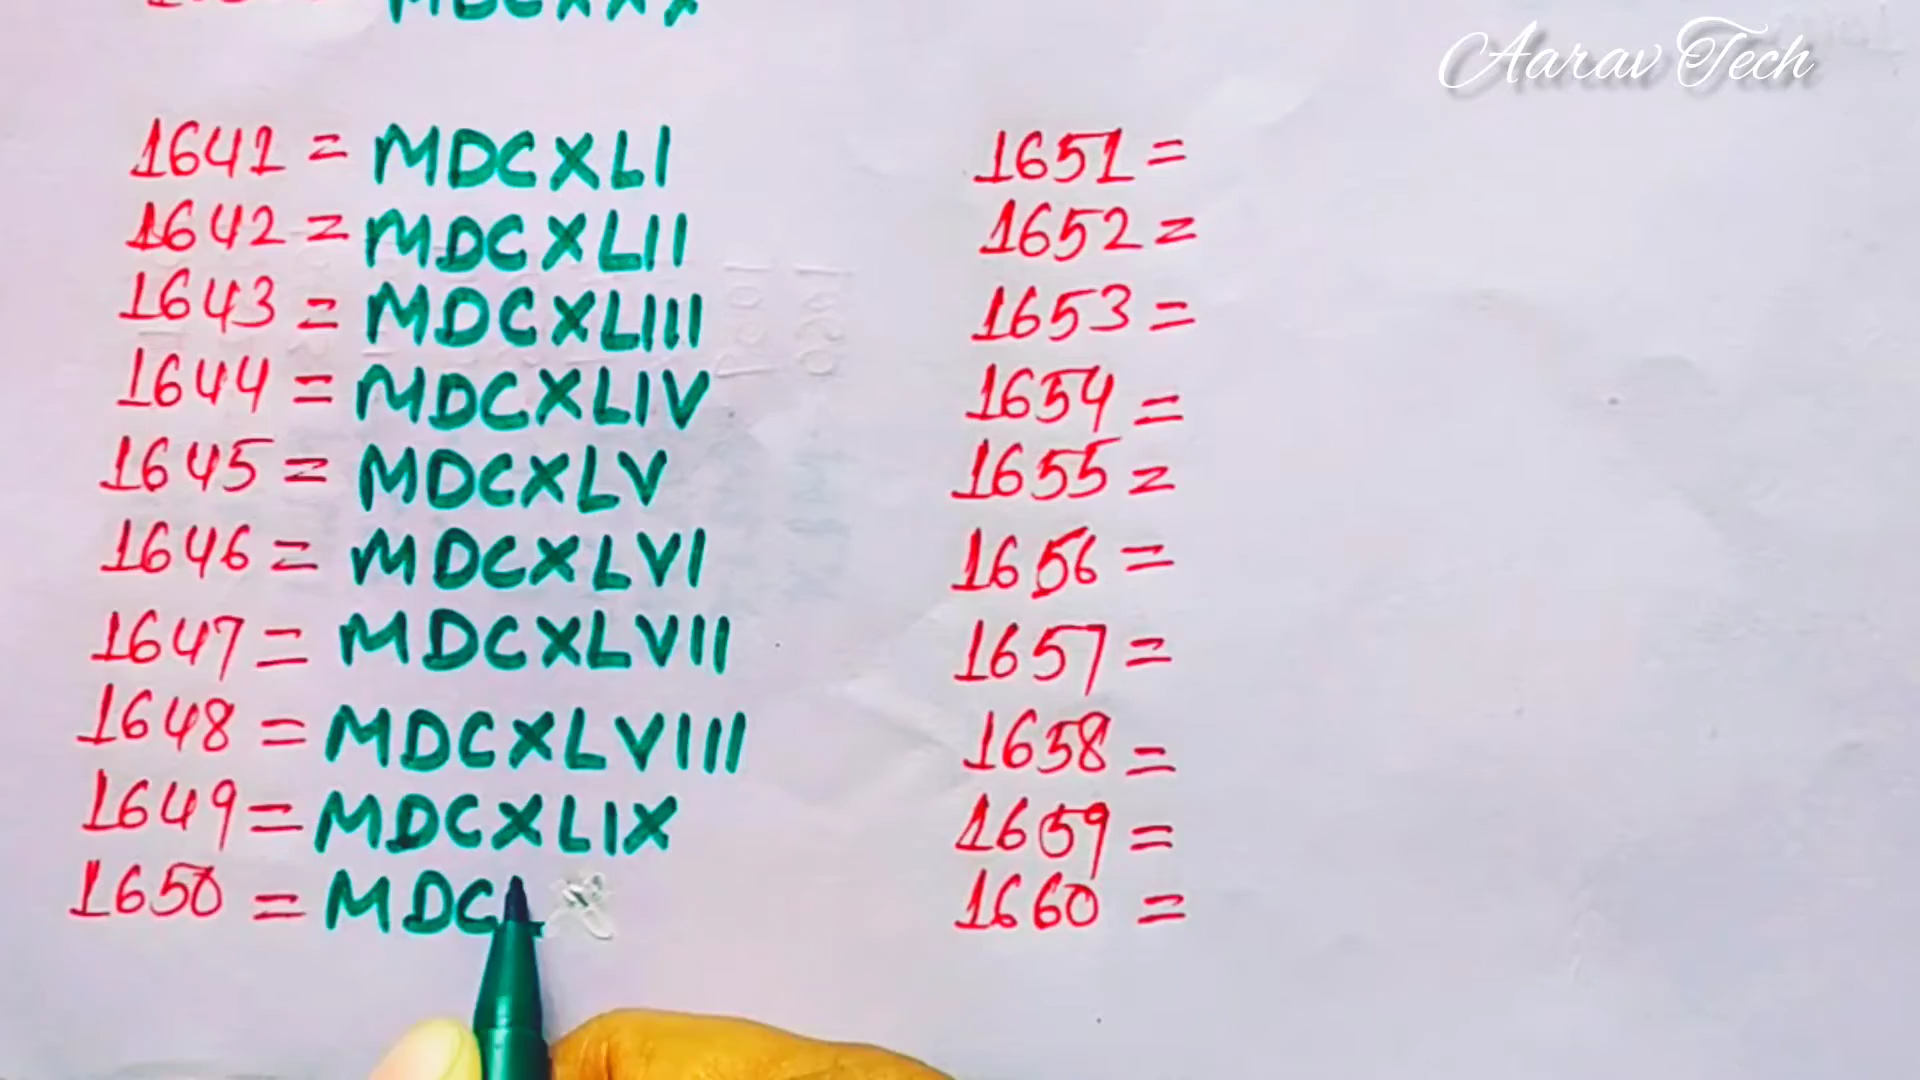 Aarav Tech
MDCXXX
1641 = MDCXLI
1642 = MDCXLII
1643 = MDCXLIII
1644 = MDCXLIV
1645 = MDCXLV
1646 = MDCXLVI
1647 = MDCXLVII
1648 = MDCXLVIII
1649 = MDCXLIX
1650 = MDCL
1651 =
1652 =
1653 =
1654 =
1655 =
1656 =
1657 =
1658 =
1659 =
1660 =